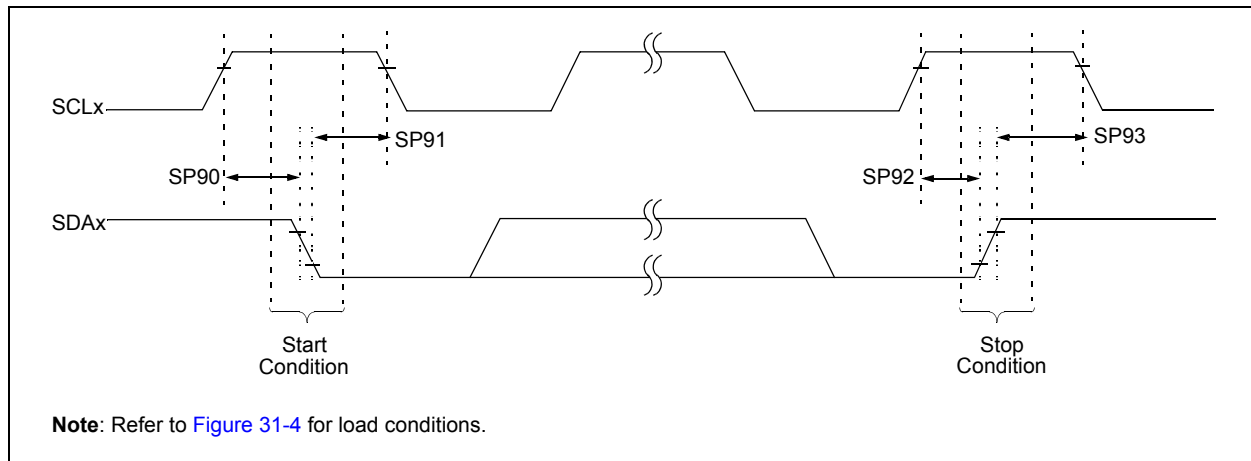 SCLx
SP91
SP93
SP90
SP92
SDAx
Start
Condition
Stop
Condition
Note: Refer to Figure 31-4 for load conditions.